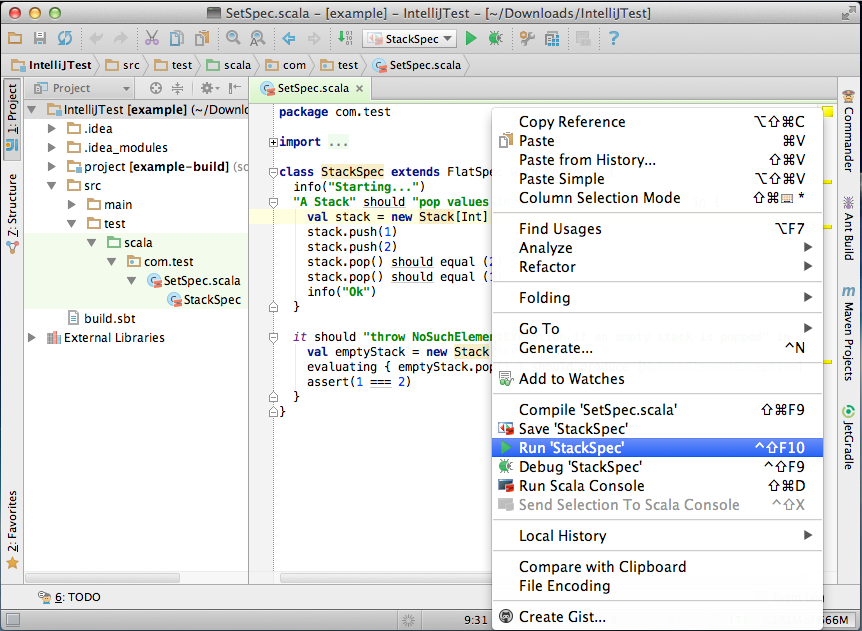 SetSpec.scala – [example] – IntelliJTest – [~/Downloads/IntelliJTest]
StackSpec
IntelliJTest
src
test
scala
com
test
SetSpec.scala
Project
SetSpec.scala
1: Project
Z: Structure
2: Favorites
IntelliJTest [example] (~/Downlo
.idea
.idea_modules
project [example-build] (sc
src
main
test
scala
com.test
SetSpec.scala
StackSpec
build.sbt
External Libraries
package com.test
import ...
class StackSpec extends FlatSpe
info("Starting...")
"A Stack" should "pop values
val stack = new Stack[Int]
stack.push(1)
stack.push(2)
stack.pop() should equal (2
stack.pop() should equal (1
info("Ok")
}
it should "throw NoSuchElemen
val emptyStack = new Stack
evaluating { emptyStack.pop
assert(1 === 2)
}
}
Copy Reference ⌥⇧⌘C
Paste ⌘V
Paste from History... ⇧⌘V
Paste Simple ⌥⇧⌘V
Column Selection Mode ⇧⌘⌨ *
Find Usages ⌥F7
Analyze
Refactor
Folding
Go To
Generate... ^N
Add to Watches
Compile 'SetSpec.scala' ⇧⌘F9
Save 'StackSpec'
Run 'StackSpec' ^⇧F10
Debug 'StackSpec' ^⇧F9
Run Scala Console ⇧⌘D
Send Selection To Scala Console ^⇧X
Local History
Compare with Clipboard
File Encoding
Create Gist...
Commander
Ant Build
m Maven Projects
JetGradle
6: TODO
9:31
66M